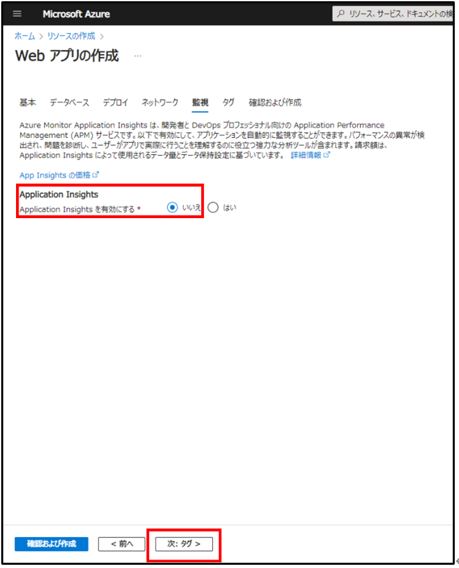 Microsoft Azure
リソース、サービス、ドキュメントの検
ホーム > リソースの作成 >
Web アプリの作成 …
基本 データベース デプロイ ネットワーク 監視 タグ 確認および作成
Azure Monitor Application Insights は、開発者と DevOps プロフェッショナル向けの Application Performance
Management (APM) サービスです。以下で有効にして、アプリケーションを自動的に監視することができます。パフォーマンスの異常が検
出され、問題を診断し、ユーザーがアプリで実際に行うことを理解するのに役立つ強力な分析ツールが含まれます。請求額は、
Application Insights によって使用されるデータ量とデータ保持設定に基づいています。 詳細情報
App Insights の価格
Application Insights
Application Insights を有効にする * いいえ はい
確認および作成 < 前へ 次: タグ >